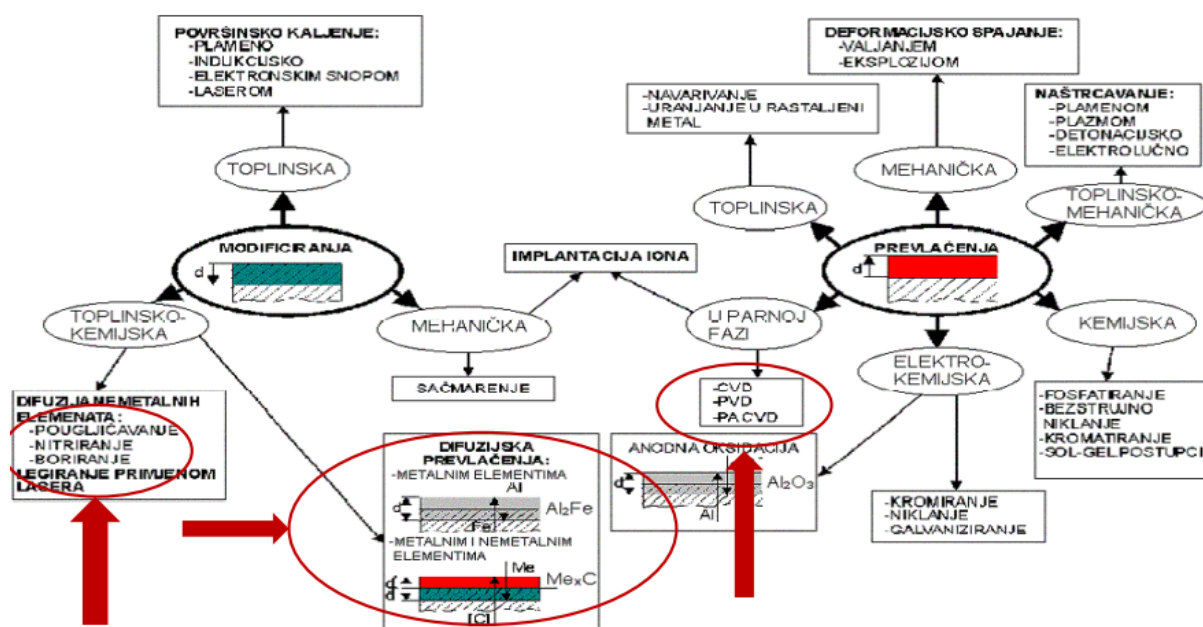 POVRŠINSKO KALJENJE:
-PLAMENO
-INDUKCIJSKO
-ELEKTRONSKIM SNOPOM
-LASEROM
DEFORMACIJSKO SPAJANJE:
-VALJANJEM
-EKSPLOZIJOM
-NAVARIVANJE
-URANJANJE U RASTALJENI
METAL
NAŠTRCAVANJE:
-PLAMENOM
-PLAZMOM
-DETONACIJSKO
-ELEKTROLUČNO
TOPLINSKA
MEHANIČKA
TOPLINSKA
TOPLINSKO-
MEHANIČKA
MODIFICIRANJA
d
IMPLANTACIJA IONA
PREVLAČENJA
d
TOPLINSKO-
KEMIJSKA
MEHANIČKA
U PARNOJ
FAZI
KEMIJSKA
ELEKTRO-
KEMIJSKA
DIFUZIJA NEMETALNIH
ELEMENATA:
-POUGLJIČAVANJE
-NITRIRANJE
-BORIRANJE
LEGIRANJE PRIMJENOM
LASERA
SAČMARENJE
-CVD
-PVD
-PACVD
-FOSFATIRANJE
-BEZSTRUJNO
NIKLANJE
-KROMATIRANJE
-SOL-GEL POSTUPCI
DIFUZIJSKA
PREVLAČENJA:
-METALNIM ELEMENTIMA
Al
d
Al₂Fe
Fe
-METALNIM I NEMETALNIM
ELEMENTIMA
Me
d
d
MeₓC
[C]
ANODNA OKSIDACIJA
d
Al₂O₃
Al
-KROMIRANJE
-NIKLANJE
-GALVANIZIRANJE